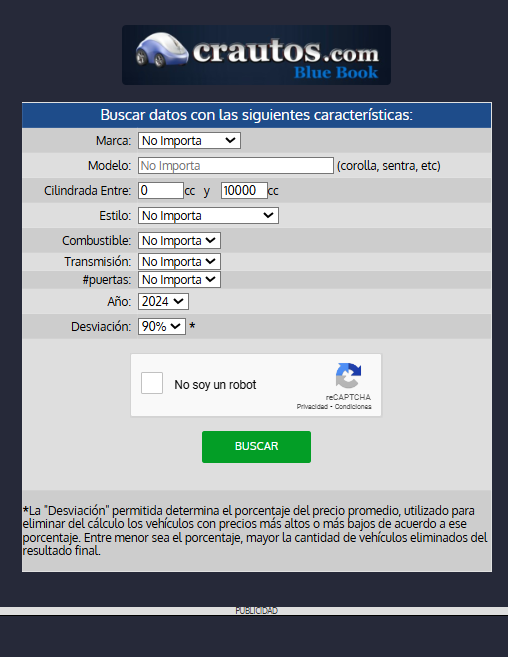 crautos.com
Blue Book
Buscar datos con las siguientes características:
Marca: No Importa
Modelo: No Importa (corolla, sentra, etc)
Cilindrada Entre: 0 cc y 10000 cc
Estilo: No Importa
Combustible: No Importa
Transmisión: No Importa
#puertas: No Importa
Año: 2024
Desviación: 90% *
No soy un robot
reCAPTCHA
Privacidad - Condiciones
BUSCAR
*La "Desviación" permitida determina el porcentaje del precio promedio, utilizado para
eliminar del cálculo los vehículos con precios más altos o más bajos de acuerdo a ese
porcentaje. Entre menor sea el porcentaje, mayor la cantidad de vehículos eliminados del
resultado final.
PUBLICIDAD